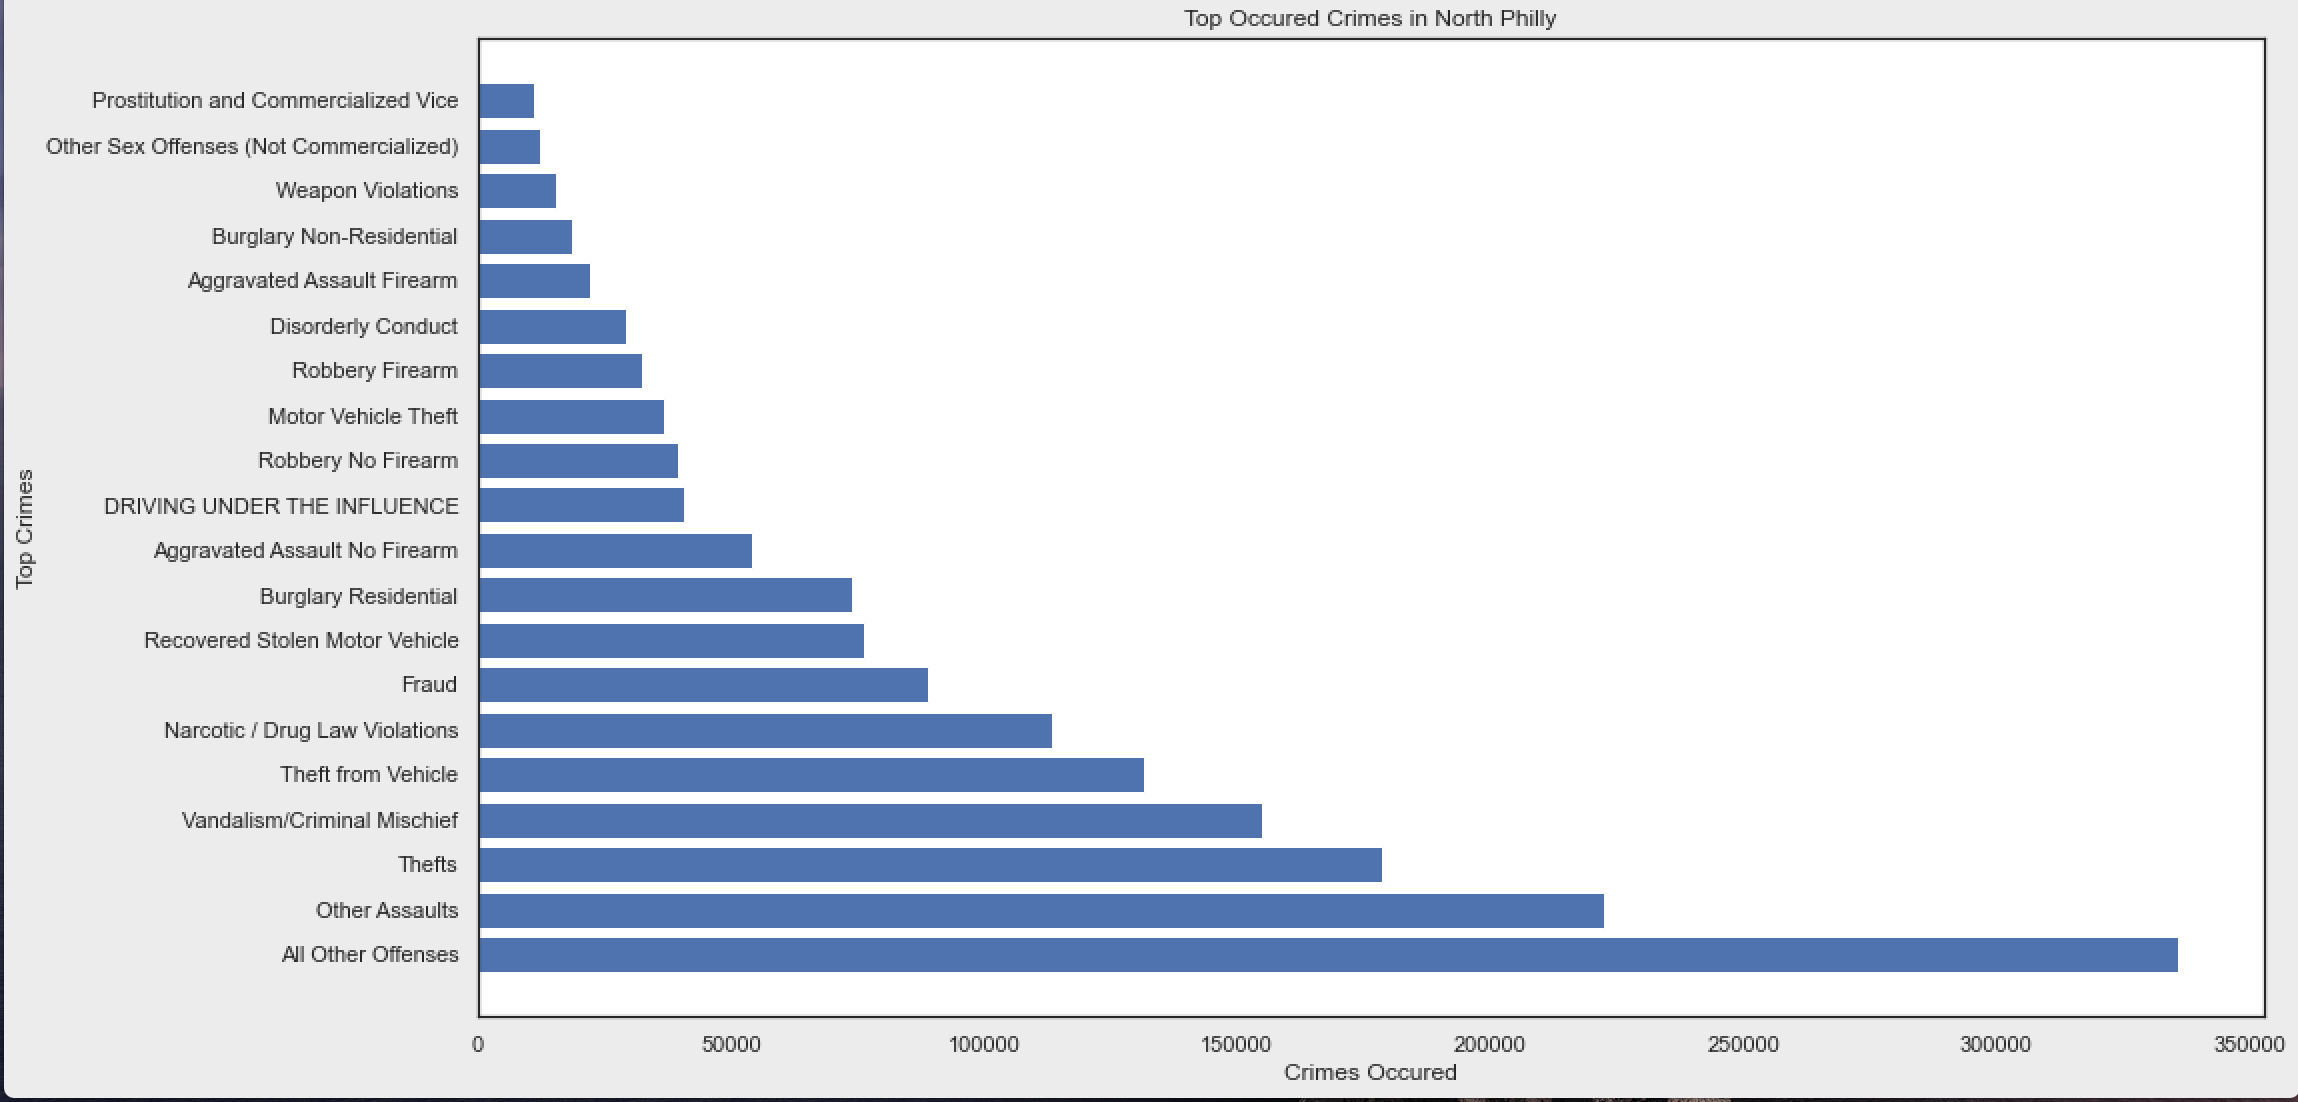 Top Occured Crimes in North Philly
Prostitution and Commercialized Vice
Other Sex Offenses (Not Commercialized)
Weapon Violations
Burglary Non-Residential
Aggravated Assault Firearm
Disorderly Conduct
Robbery Firearm
Motor Vehicle Theft
Robbery No Firearm
DRIVING UNDER THE INFLUENCE
Aggravated Assault No Firearm
Burglary Residential
Recovered Stolen Motor Vehicle
Fraud
Narcotic / Drug Law Violations
Theft from Vehicle
Vandalism/Criminal Mischief
Thefts
Other Assaults
All Other Offenses
Top Crimes
0 50000 100000 150000 200000 250000 300000 350000
Crimes Occured